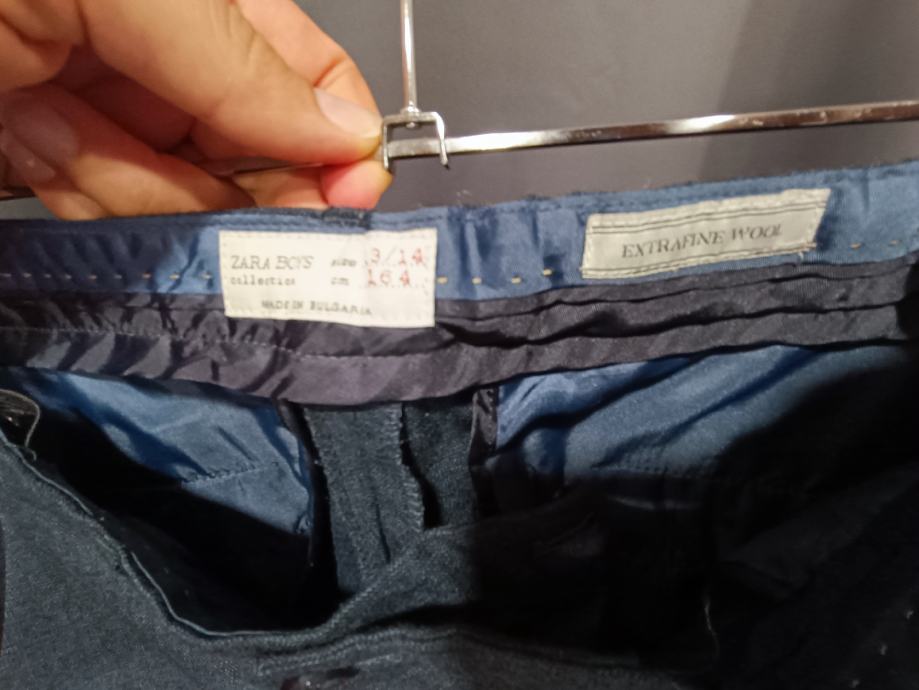 ZARA BOYS size 13/14
collection cm 164
MADE IN BULGARIA
EXTRAFINE WOOL